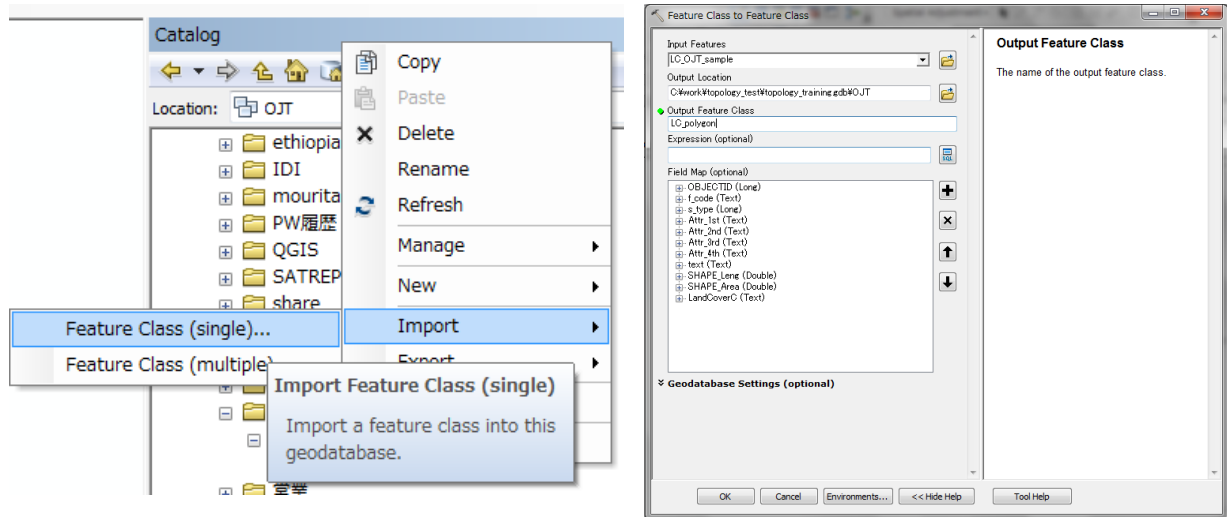 Catalog
Location: OJT
ethiopia
IDI
mourita
PW履歴
QGIS
SATREP
share
営業
Copy
Paste
Delete
Rename
Refresh
Manage
New
Import
Export
Feature Class (single)...
Feature Class (multiple)
Import Feature Class (single)
Import a feature class into this
geodatabase.
Feature Class to Feature Class
Input Features
LC_OJT_sample
Output Location
C:¥work¥topology_test¥topology_training.gdb¥OJT
Output Feature Class
LC_polygon
Expression (optional)
SQL
Field Map (optional)
OBJECTID (Long)
f_code (Text)
s_type (Long)
Attr_1st (Text)
Attr_2nd (Text)
Attr_3rd (Text)
Attr_4th (Text)
text (Text)
SHAPE_Leng (Double)
SHAPE_Area (Double)
LandCoverC (Text)
Geodatabase Settings (optional)
OK
Cancel
Environments...
<< Hide Help
Tool Help
Output Feature Class
The name of the output feature class.